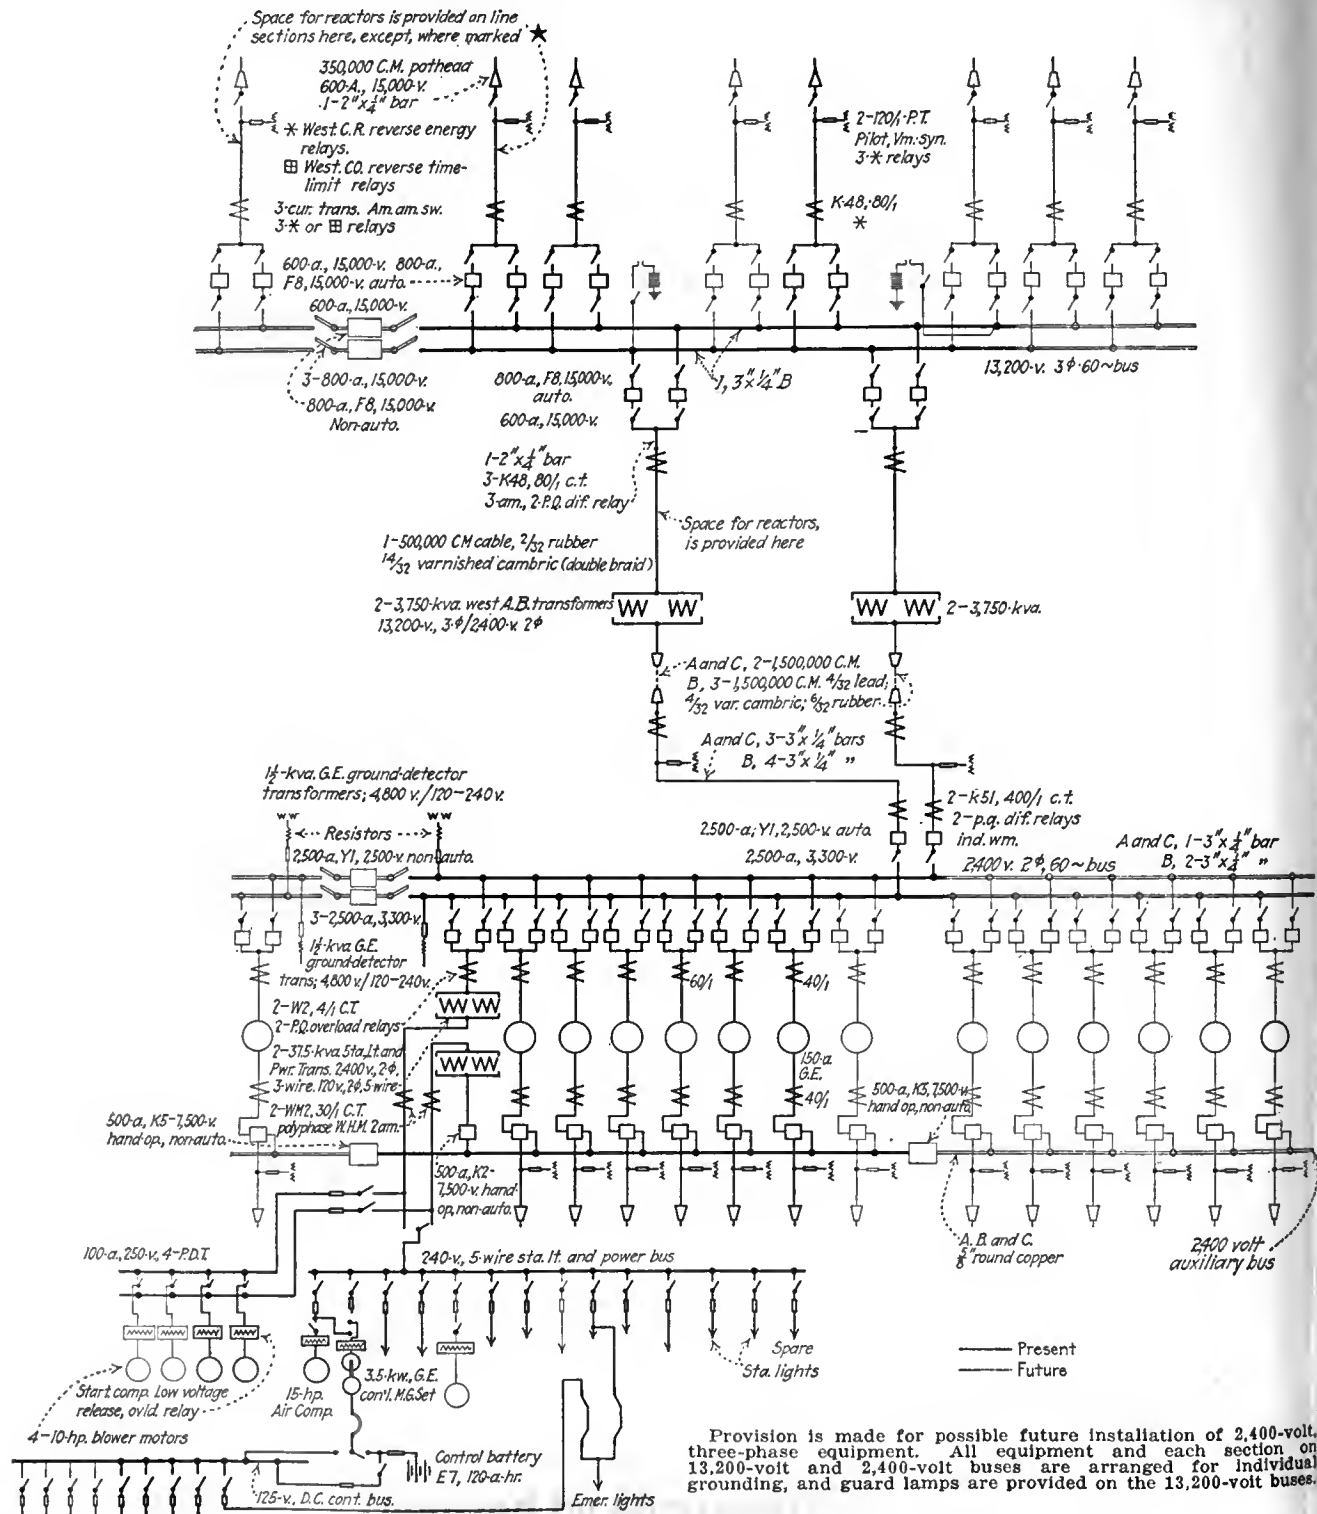 Space for reactors is provided on line
sections here, except, where marked ★
350,000 C.M. pothead
600-A., 15,000-v.
1-2"x¼" bar
* West. C.R. reverse energy
relays.
⊞ West. CO. reverse time-
limit relays
3-cur. trans. Am. am. sw.
3-* or ⊞ relays
2-120/1-P.T.
Pilot, Vm.-syn.
3-* relays
K-48,-80/1
*
600-a., 15,000-v. 800-a.,
F8, 15,000-v. auto.
600-a, 15,000-v.
3-800-a., 15,000-v.
800-a., F8, 15,000-v.
Non-auto.
800-a, F8, 15,000-v,
auto.
600-a, 15,000-v.
1, 3"x¼" B
13,200-v. 3φ-60~bus
1-2"x¼" bar
3-K48, 80/1 c.t.
3-am., 2-P.Q. dif. relay
Space for reactors,
is provided here
1-500,000 CM cable, 2/32 rubber
14/32 varnished cambric (double braid)
2-3,750-kva. west A.B. transformers
13,200-v., 3-φ/2400-v. 2φ
2-3,750-kva.
A and C, 2-1,500,000 C.M.
B, 3-1,500,000 C.M. 4/32 lead;
4/32 var. cambric; 6/32 rubber
A and C, 3-3"x¼" bars
B, 4-3"x¼" "
1½-kva. G.E. ground-detector
transformers; 4,800 v./120-240v.
Resistors
2,500-a, Y1, 2500-v. non-auto.
2,500-a; Y1, 2,500-v. auto.
2,500-a, 3,300-v.
2-K51, 400/1 c.t.
2-p.q. dif. relays
ind. wm.
2,400 v. 2φ, 60~bus
A and C, 1-3"x¼" bar
B, 2-3"x¼" "
3-2,500-a, 3,300-v.
1½-kva G.E.
ground-detector
trans; 4,800 v./120-240v.
60/1
40/1
2-W2, 4/1 C.T.
2-P.Q. overload relays
2-37.5-kva Sta. lt. and
Pwr. Trans. 2400v, 2φ,
3-wire. 120v, 2φ, 5 wire
2-WM2, 30/1 C.T.
polyphase W.H.M. 2 am.
150-a
G.E.
40/1
500-a, K5-7,500-v.
hand-op., non-auto.
500-a, K5, 7,500-v.
hand op, non-auto.
500-a, K2-
7,500-v. hand-
op, non-auto.
A. B. and C.
⅝" round copper
2,400 volt
auxiliary bus
100-a, 250-v., 4-P.D.T.
240-v., 5-wire sta. lt. and power bus
Start. comp. Low voltage
release, ovld. relay
15-hp.
Air Comp.
3.5-kw., G.E.
con'l. M.G. Set
Spare
Sta. lights
Present
Future
4-10-hp. blower motors
Control battery
E7, 120-a-hr.
125-v., D.C. cont. bus.
Emer. lights
Provision is made for possible future installation of 2,400-volt,
three-phase equipment. All equipment and each section on
13,200-volt and 2,400-volt buses are arranged for individual
grounding, and guard lamps are provided on the 13,200-volt buses.